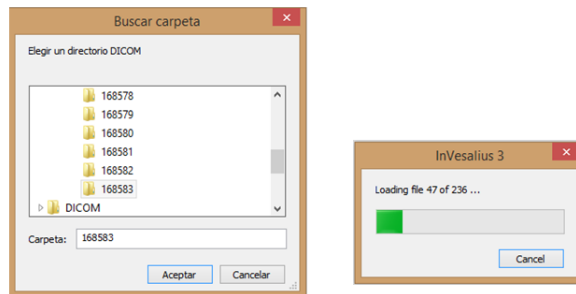 Buscar carpeta
Elegir un directorio DICOM
168578
168579
168580
168581
168582
168583
DICOM
Carpeta: 168583
Aceptar Cancelar
InVesalius 3
Loading file 47 of 236 ...
Cancel